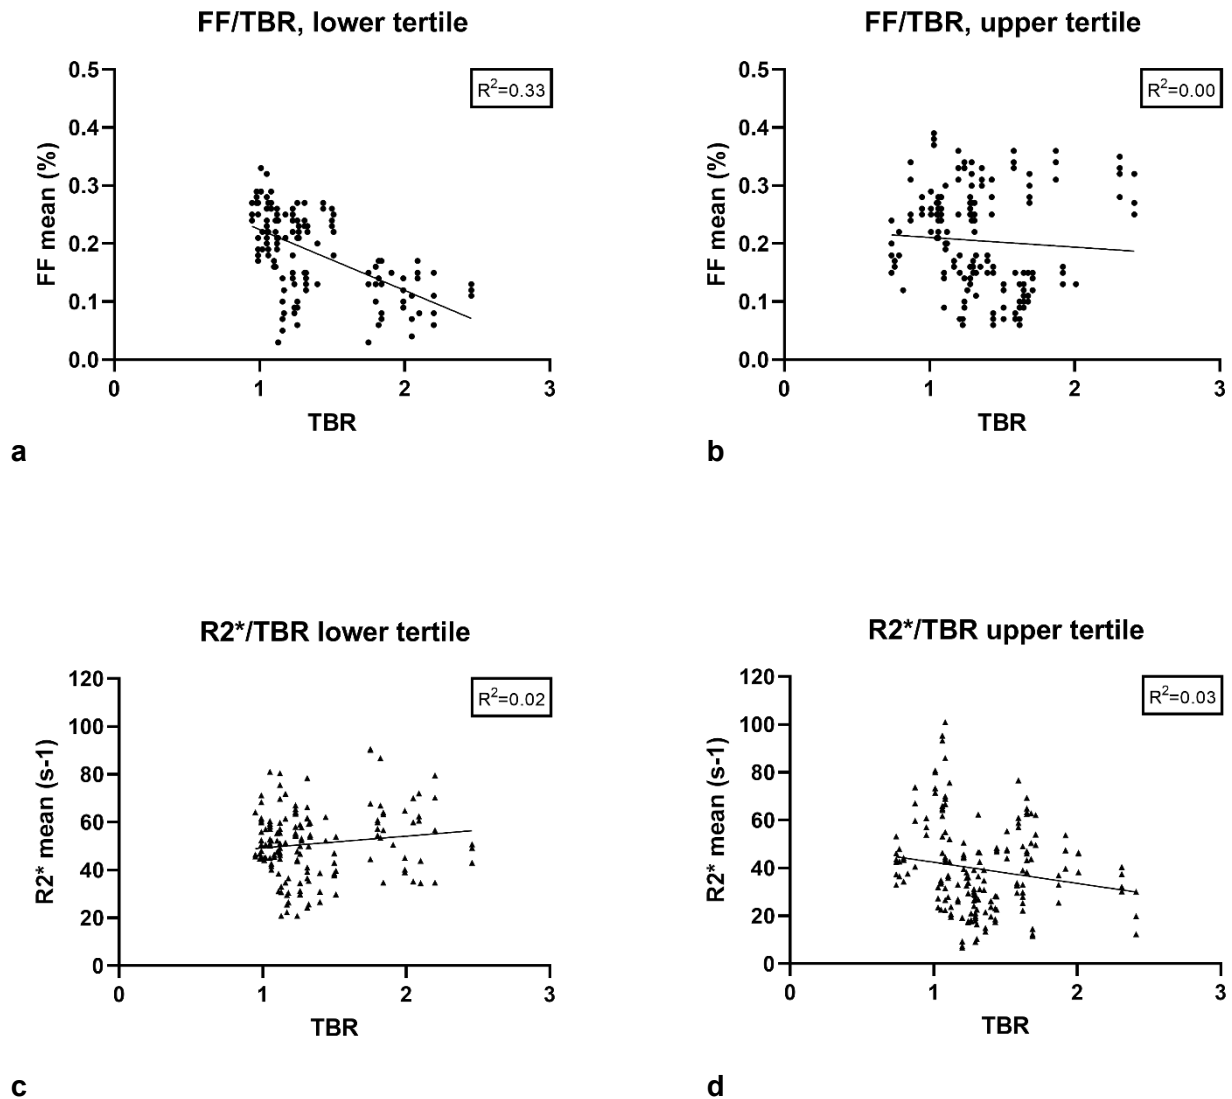 FF/TBR, lower tertile
R2=0.33
0.5
0.4
0.3
0.2
0.1
0.0
FF mean (%)
0 1 2 3
TBR
a
FF/TBR, upper tertile
R2=0.00
0.5
0.4
0.3
0.2
0.1
0.0
FF mean (%)
0 1 2 3
TBR
b
R2*/TBR lower tertile
R2=0.02
120
100
80
60
40
20
0
R2* mean (s-1)
0 1 2 3
TBR
c
R2*/TBR upper tertile
R2=0.03
120
100
80
60
40
20
0
R2* mean (s-1)
0 1 2 3
TBR
d